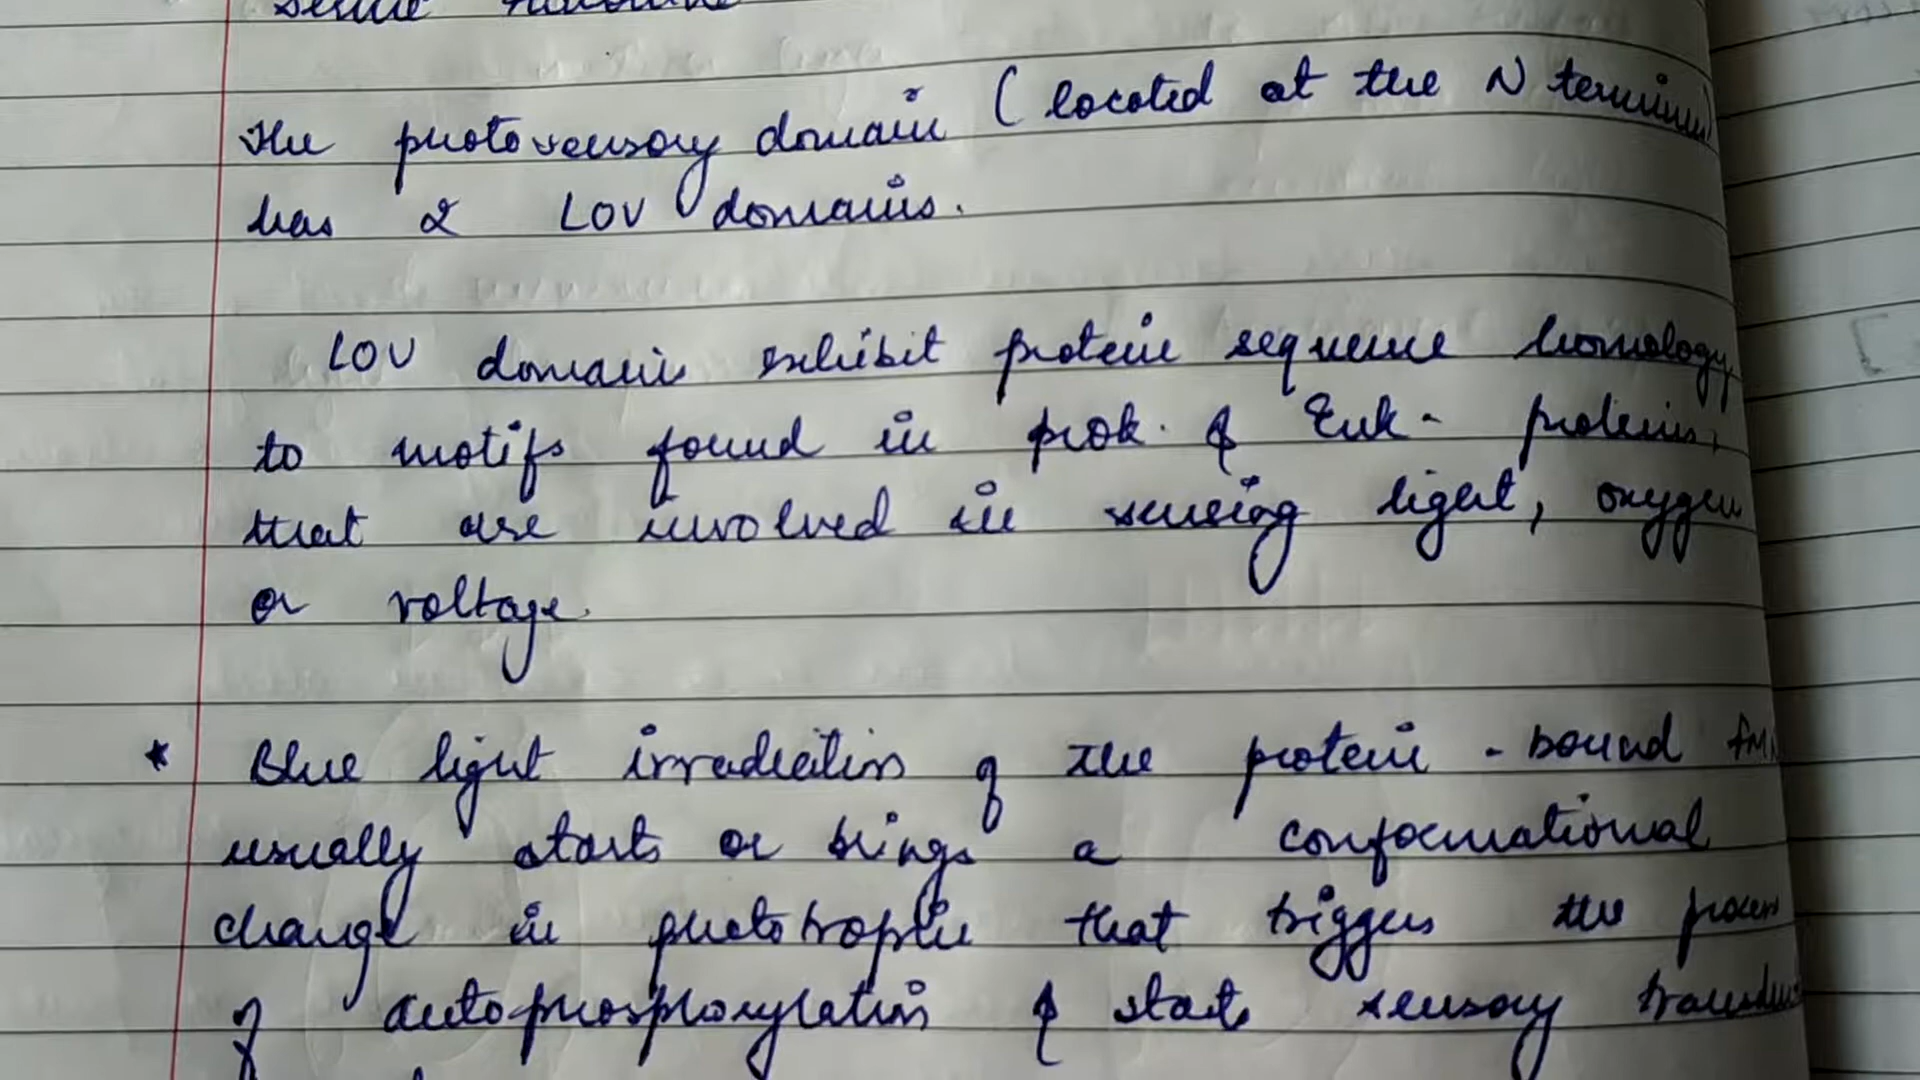 The photosensory domain (located at the N
has 2 LOV domains.
LOV domain exhibit protein sequence homology
to motifs found in prok. & Euk. proteins,
that are involved in sensing light, oxygen
or voltage.
* Blue light irradiation of the protein - bound
usually starts or brings a conformational
change in phototropin that triggers the process
of autophosphorylation & starts sensory